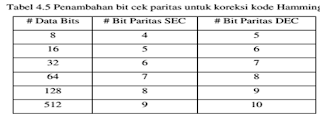 Tabel 4.5 Penambahan bit cek paritas untuk koreksi kode Hamming
# Data Bits # Bit Paritas SEC # Bit Paritas DEC
8 4 5
16 5 6
32 6 7
64 7 8
128 8 9
512 9 10